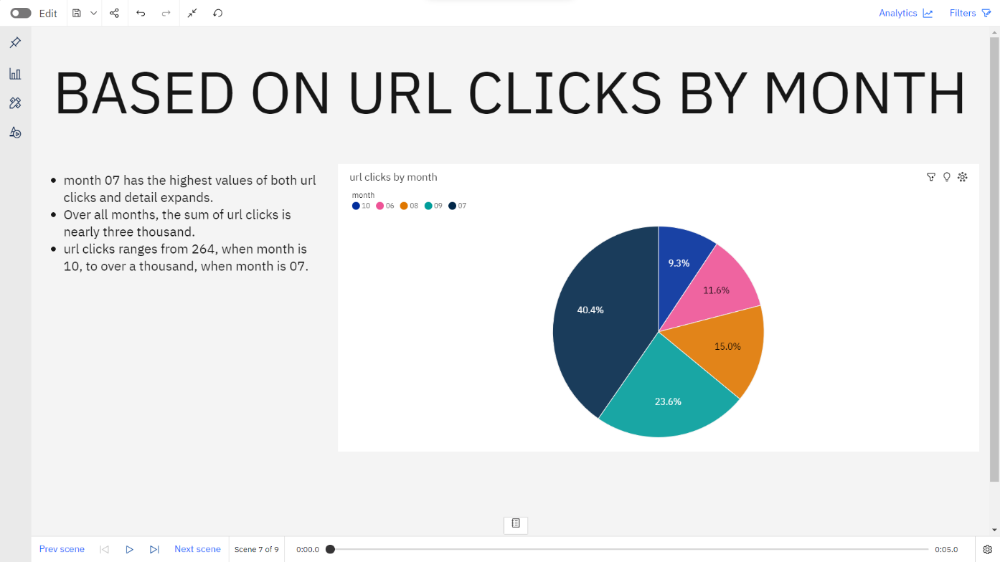 Edit
Analytics
Filters
BASED ON URL CLICKS BY MONTH
month 07 has the highest values of both url
clicks and detail expands.
Over all months, the sum of url clicks is
nearly three thousand.
url clicks ranges from 264, when month is
10, to over a thousand, when month is 07.
url clicks by month
month
10 06 08 09 07
9.3%
11.6%
40.4%
15.0%
23.6%
Prev scene
Next scene
Scene 7 of 9
0:00.0
0:05.0